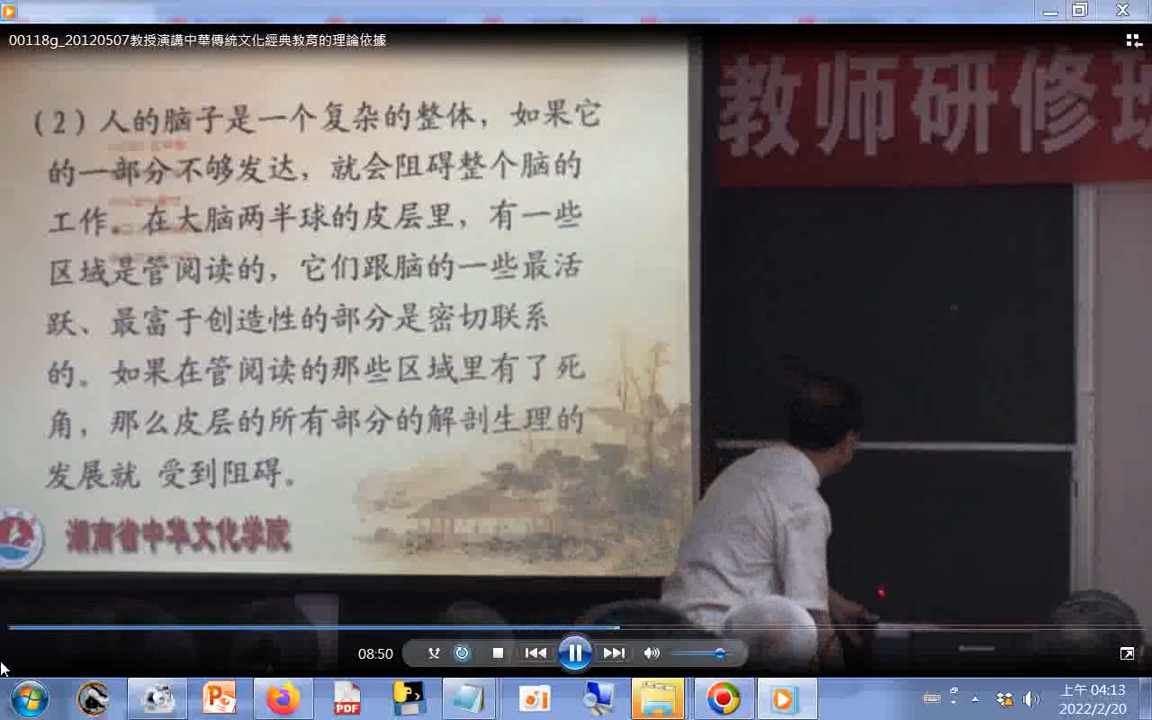 00118g_20120507教授演講中華傳統文化經典教育的理論依據
教师研修班
（2）人的脑子是一个复杂的整体，如果它
的一部分不够发达，就会阻碍整个脑的
工作。在大脑两半球的皮层里，有一些
区域是管阅读的，它们跟脑的一些最活
跃、最富于创造性的部分是密切联系
的。如果在管阅读的那些区域里有了死
角，那么皮层的所有部分的解剖生理的
发展就 受到阻碍。
湖南省中华文化学院
08:50
PDF
上午 04:13
2022/2/20